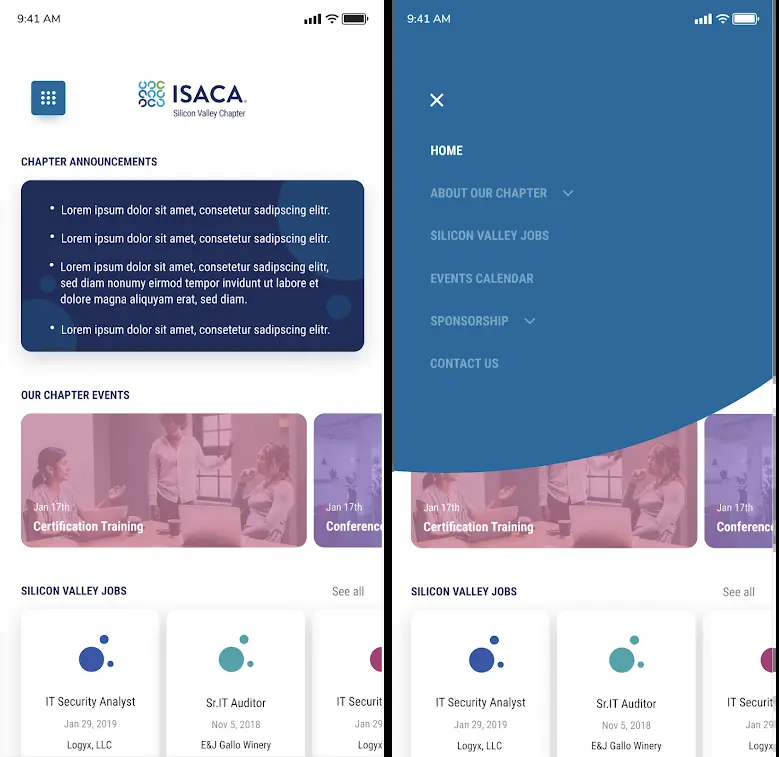 9:41 AM
ISACA
Silicon Valley Chapter
CHAPTER ANNOUNCEMENTS
• Lorem ipsum dolor sit amet, consetetur sadipscing elitr.
• Lorem ipsum dolor sit amet, consetetur sadipscing elitr.
• Lorem ipsum dolor sit amet, consetetur sadipscing elitr,
sed diam nonumy eirmod tempor invidunt ut labore et
dolore magna aliquyam erat, sed diam.
• Lorem ipsum dolor sit amet, consetetur sadipscing elitr.
OUR CHAPTER EVENTS
Jan 17th
Certification Training
Jan 17th
Conference
SILICON VALLEY JOBS
See all
IT Security Analyst
Jan 29, 2019
Logyx, LLC
Sr.IT Auditor
Nov 5, 2018
E&J Gallo Winery
IT Securit
Jan 29
Logyx
9:41 AM
HOME
ABOUT OUR CHAPTER
SILICON VALLEY JOBS
EVENTS CALENDAR
SPONSORSHIP
CONTACT US
Jan 17th
Certification Training
Jan 17th
Conferenc
SILICON VALLEY JOBS
See all
IT Security Analyst
Jan 29, 2019
Logyx, LLC
Sr.IT Auditor
Nov 5, 2018
E&J Gallo Winery
IT Securit
Jan 29
Logyx